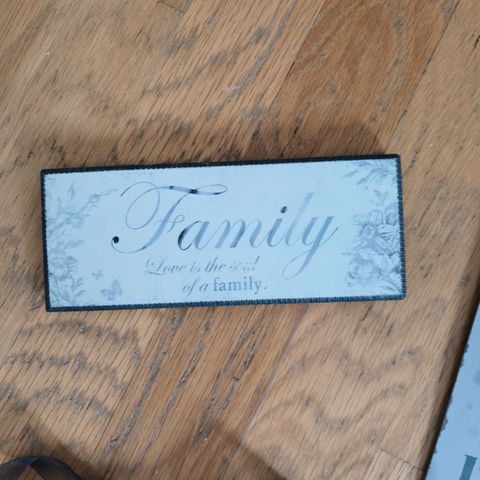 Family
Love is the soul
of a family.